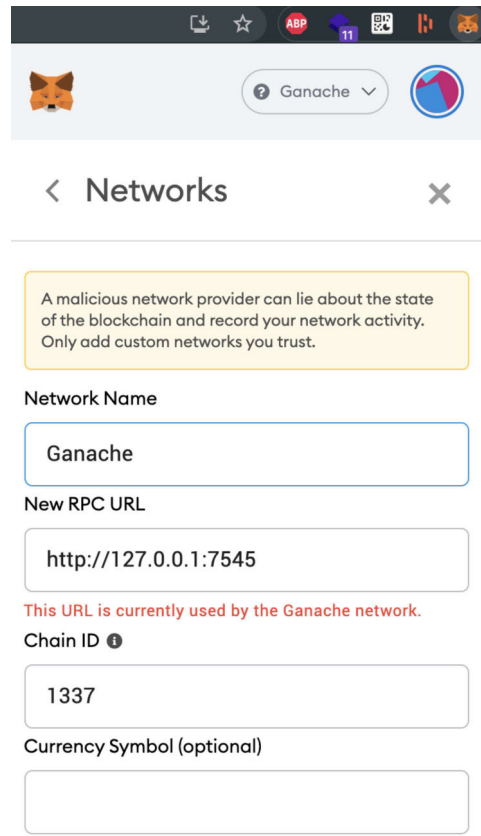 ABP
11
Ganache
Networks
A malicious network provider can lie about the state
of the blockchain and record your network activity.
Only add custom networks you trust.
Network Name
Ganache
New RPC URL
http://127.0.0.1:7545
This URL is currently used by the Ganache network.
Chain ID
1337
Currency Symbol (optional)